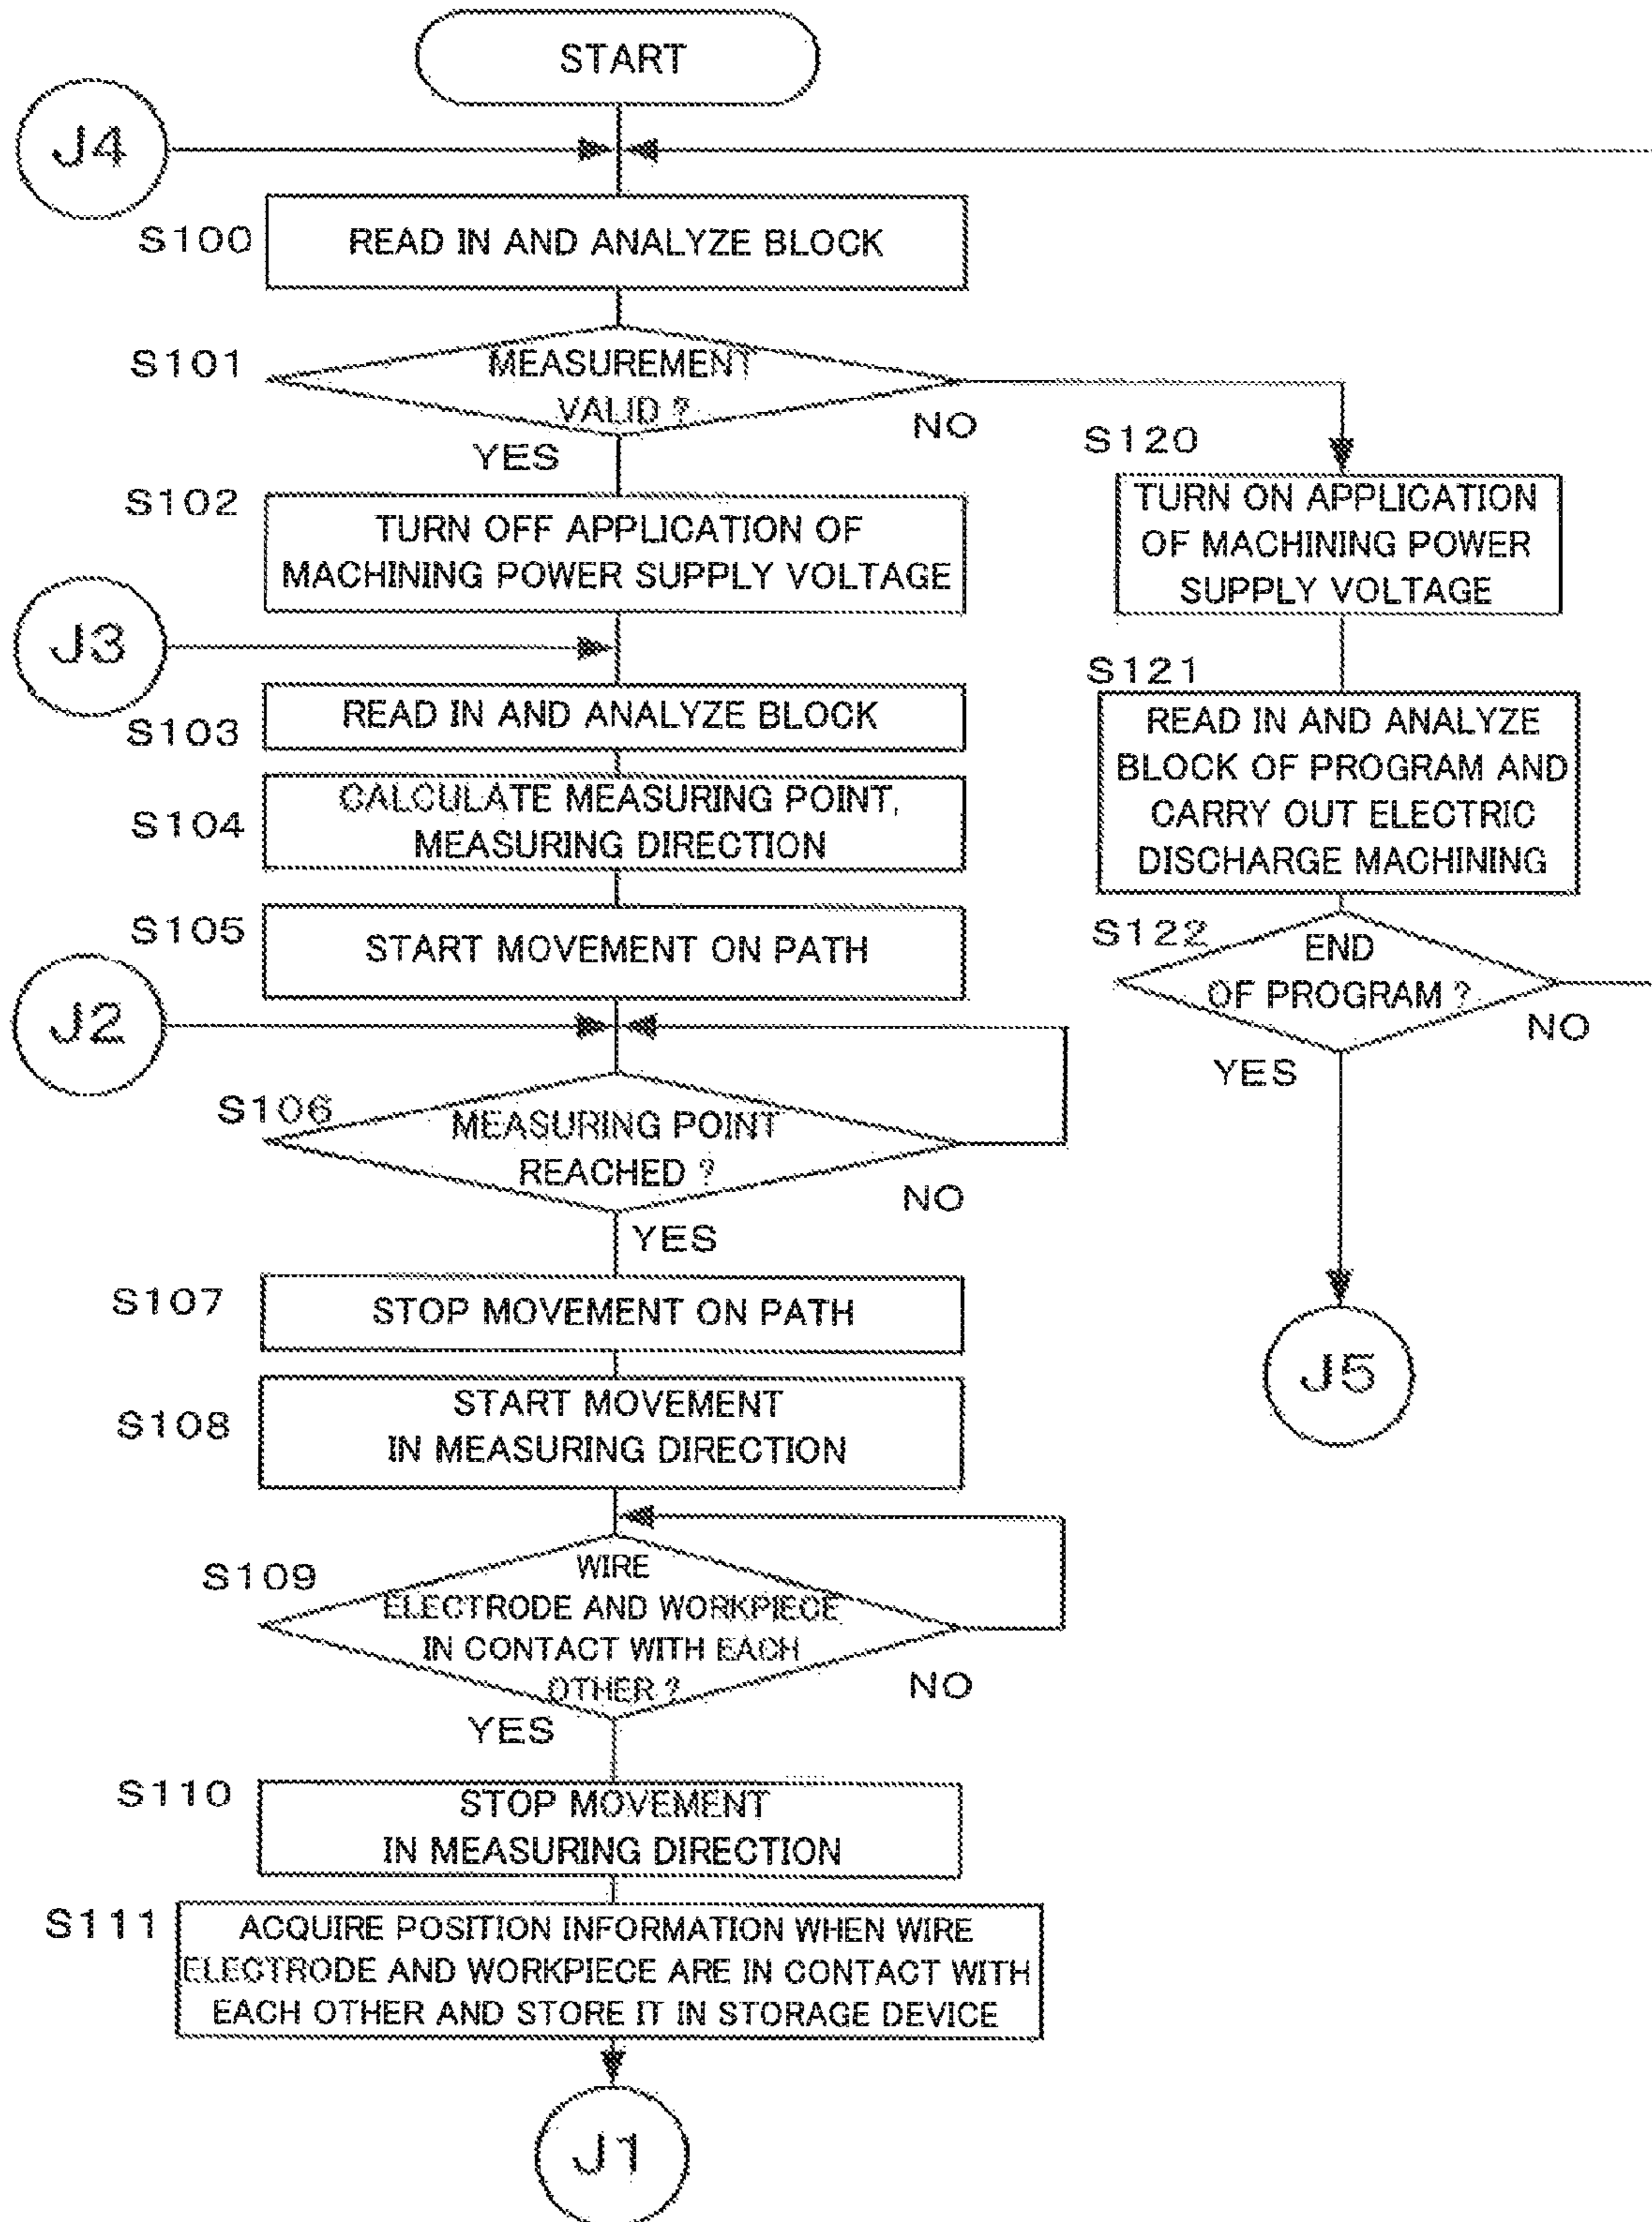 START
J4
S100
READ IN AND ANALYZE BLOCK
S101
MEASUREMENT
VALID ?
NO
YES
S102
TURN OFF APPLICATION OF
MACHINING POWER SUPPLY VOLTAGE
J3
S103
READ IN AND ANALYZE BLOCK
S104
CALCULATE MEASURING POINT,
MEASURING DIRECTION
S105
START MOVEMENT ON PATH
J2
S106
MEASURING POINT
REACHED ?
NO
YES
S107
STOP MOVEMENT ON PATH
S108
START MOVEMENT
IN MEASURING DIRECTION
S109
WIRE
ELECTRODE AND WORKPIECE
IN CONTACT WITH EACH
OTHER ?
NO
YES
S110
STOP MOVEMENT
IN MEASURING DIRECTION
S111
ACQUIRE POSITION INFORMATION WHEN WIRE
ELECTRODE AND WORKPIECE ARE IN CONTACT WITH
EACH OTHER AND STORE IT IN STORAGE DEVICE
J1
S120
TURN ON APPLICATION
OF MACHINING POWER
SUPPLY VOLTAGE
S121
READ IN AND ANALYZE
BLOCK OF PROGRAM AND
CARRY OUT ELECTRIC
DISCHARGE MACHINING
S122
END
OF PROGRAM ?
NO
YES
J5